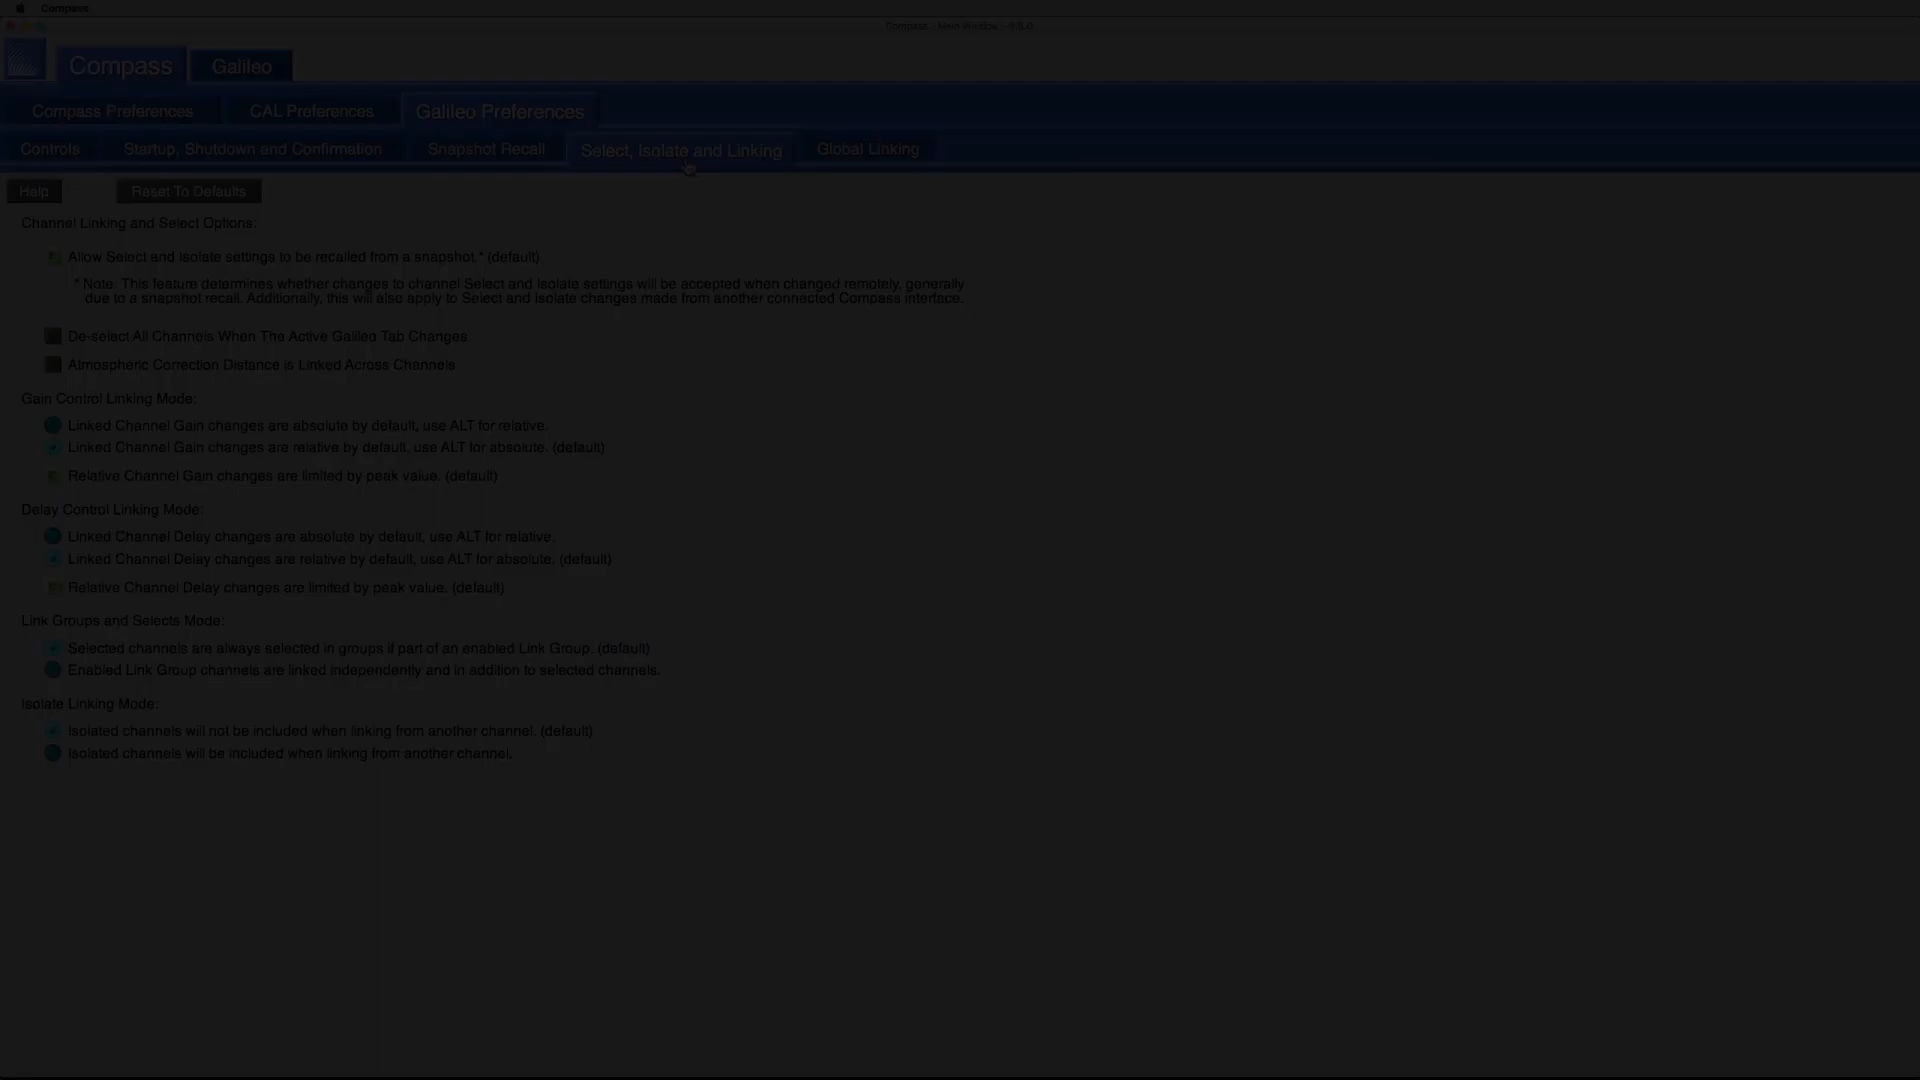 Compass
Compass - Main Window - 
Compass
Galileo
Compass Preferences
CAL Preferences
Galileo Preferences
Controls
Startup, Shutdown and Confirmation
Snapshot Recall
Select, Isolate and Linking
Global Linking
Help
Reset To Defaults
Channel Linking and Select Options:
Allow Select and Isolate settings to be recalled from a snapshot.* (default)
* Note: This feature determines whether changes to channel Select and Isolate settings will be accepted when changed remotely, generally
due to a snapshot recall. Additionally, this will also apply to Select and Isolate changes made from another connected Compass interface.
De-select All Channels When The Active Galileo Tab Changes
Atmospheric Correction Distance is Linked Across Channels
Gain Control Linking Mode:
Linked Channel Gain changes are absolute by default, use ALT for relative.
Linked Channel Gain changes are relative by default, use ALT for absolute. (default)
Relative Channel Gain changes are limited by peak value. (default)
Delay Control Linking Mode:
Linked Channel Delay changes are absolute by default, use ALT for relative.
Linked Channel Delay changes are relative by default, use ALT for absolute. (default)
Relative Channel Delay changes are limited by peak value. (default)
Link Groups and Selects Mode:
Selected channels are always selected in groups if part of an enabled Link Group. (default)
Enabled Link Group channels are linked independently and in addition to selected channels.
Isolate Linking Mode:
Isolated channels will not be included when linking from another channel. (default)
Isolated channels will be included when linking from another channel.